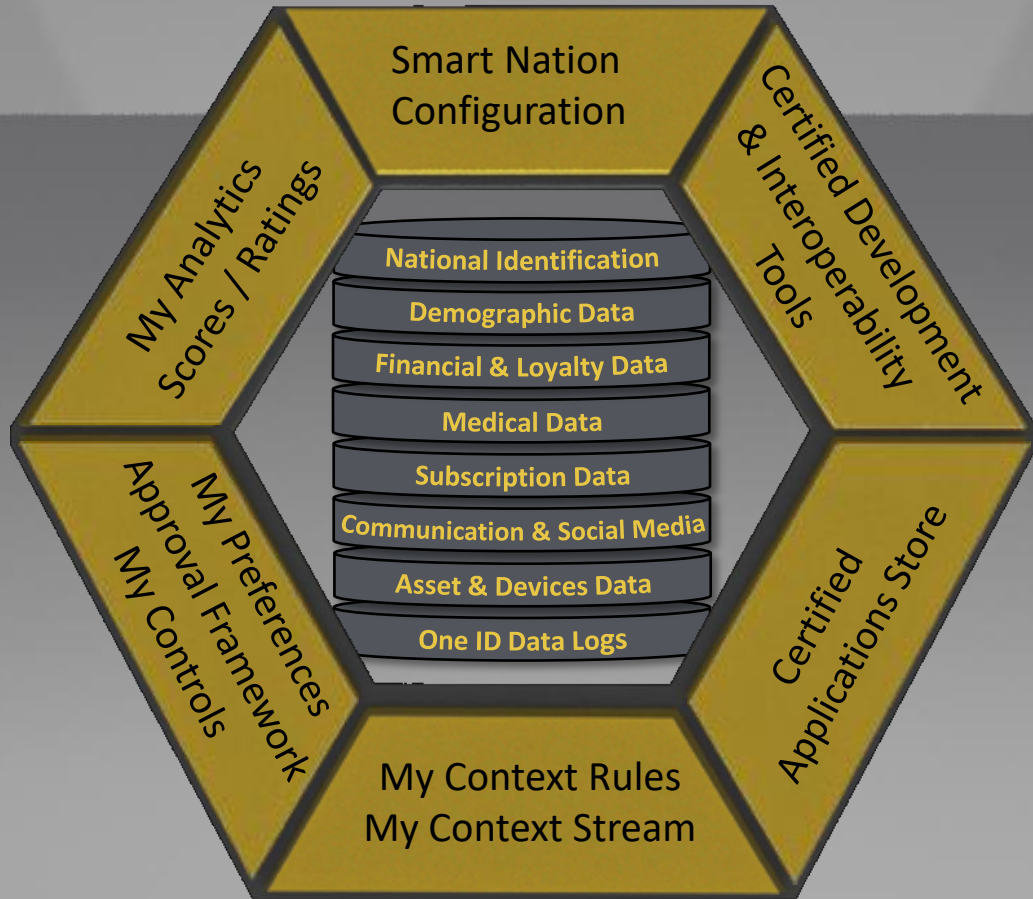 Smart Nation
Configuration
Certified Development
& Interoperability
Tools
Certified
Applications Store
My Context Rules
My Context Stream
My Preferences
Approval Framework
My Controls
My Analytics
Scores / Ratings
National Identification
Demographic Data
Financial & Loyalty Data
Medical Data
Subscription Data
Communication & Social Media
Asset & Devices Data
One ID Data Logs